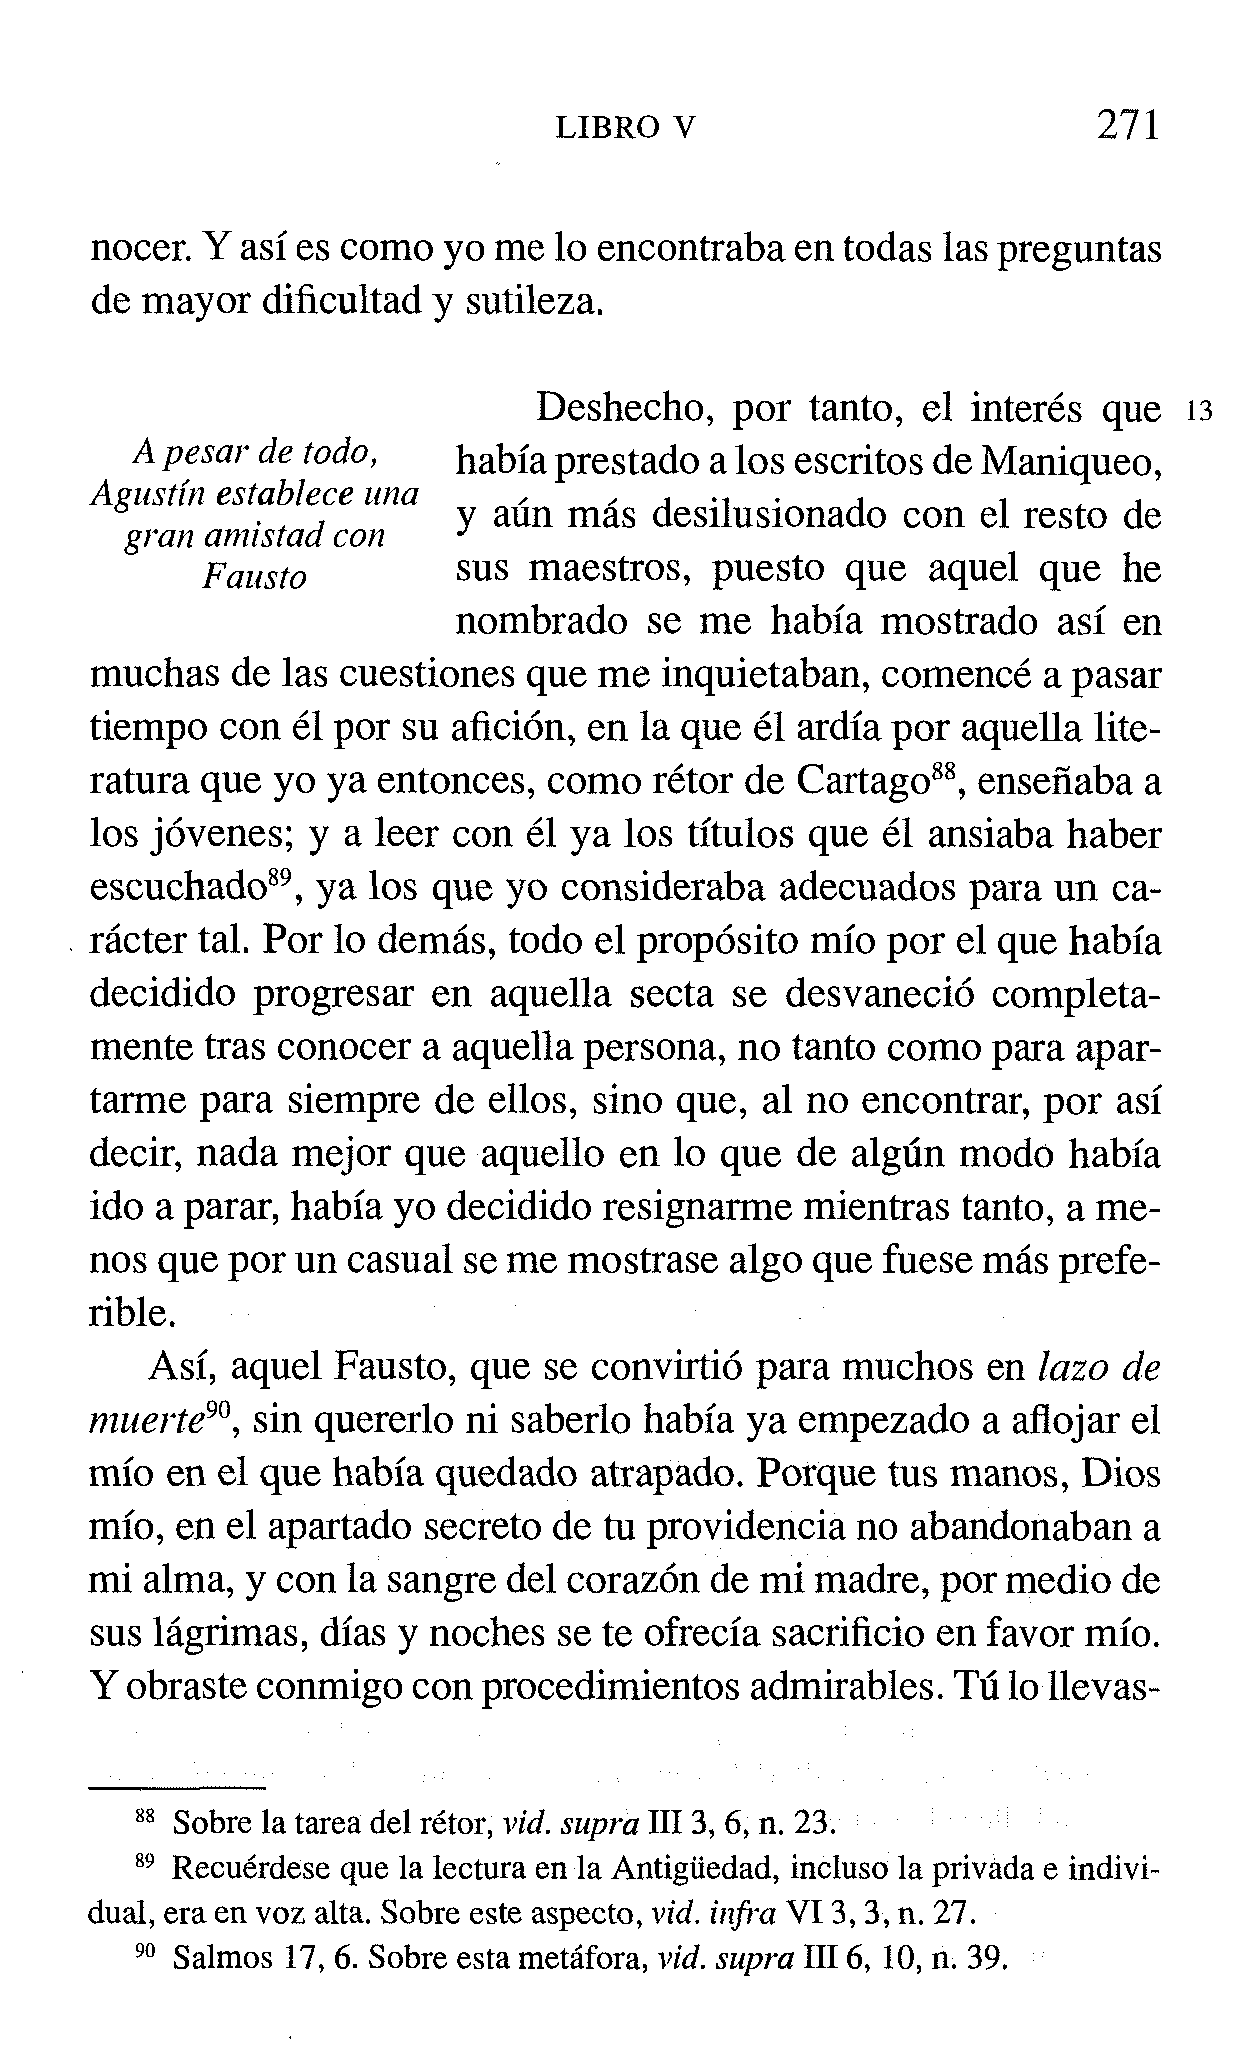 LIBRO V 271
nocer. Y así es como yo me lo encontraba en todas las preguntas
de mayor dificultad y sutileza.
A pesar de todo,
Agustín establece una
gran amistad con
Fausto
Deshecho, por tanto, el interés que 13
había prestado a los escritos de Maniqueo,
y aún más desilusionado con el resto de
sus maestros, puesto que aquel que he
nombrado se me había mostrado así en
muchas de las cuestiones que me inquietaban, comencé a pasar
tiempo con él por su afición, en la que él ardía por aquella lite-
ratura que yo ya entonces, como rétor de Cartago⁸⁸, enseñaba a
los jóvenes; y a leer con él ya los títulos que él ansiaba haber
escuchado⁸⁹, ya los que yo consideraba adecuados para un ca-
rácter tal. Por lo demás, todo el propósito mío por el que había
decidido progresar en aquella secta se desvaneció completa-
mente tras conocer a aquella persona, no tanto como para apar-
tarme para siempre de ellos, sino que, al no encontrar, por así
decir, nada mejor que aquello en lo que de algún modo había
ido a parar, había yo decidido resignarme mientras tanto, a me-
nos que por un casual se me mostrase algo que fuese más prefe-
rible.
Así, aquel Fausto, que se convirtió para muchos en lazo de
muerte⁹⁰, sin quererlo ni saberlo había ya empezado a aflojar el
mío en el que había quedado atrapado. Porque tus manos, Dios
mío, en el apartado secreto de tu providencia no abandonaban a
mi alma, y con la sangre del corazón de mi madre, por medio de
sus lágrimas, días y noches se te ofrecía sacrificio en favor mío.
Y obraste conmigo con procedimientos admirables. Tú lo llevas-
⁸⁸ Sobre la tarea del rétor, vid. supra III 3, 6, n. 23.
⁸⁹ Recuérdese que la lectura en la Antigüedad, incluso la privada e indivi-
dual, era en voz alta. Sobre este aspecto, vid. infra VI 3, 3, n. 27.
⁹⁰ Salmos 17, 6. Sobre esta metáfora, vid. supra III 6, 10, n. 39.